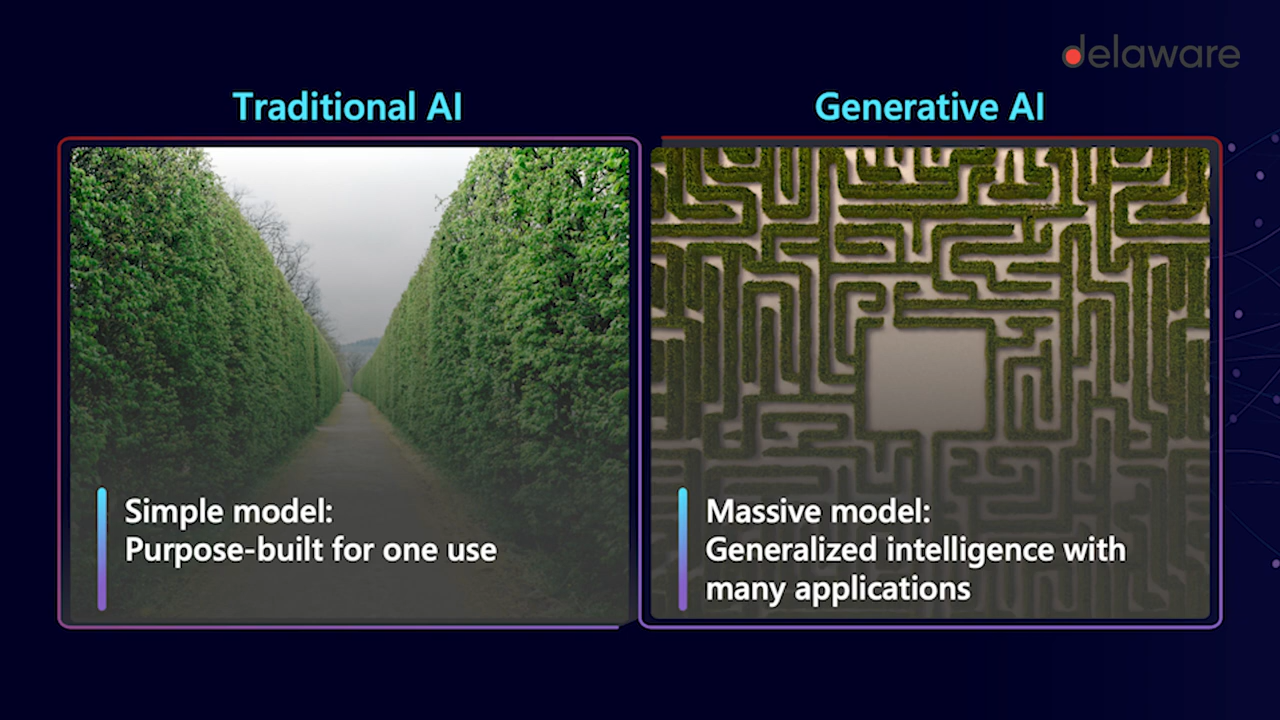 delaware
Traditional AI
Generative AI
Simple model:
Purpose-built for one use
Massive model:
Generalized intelligence with
many applications